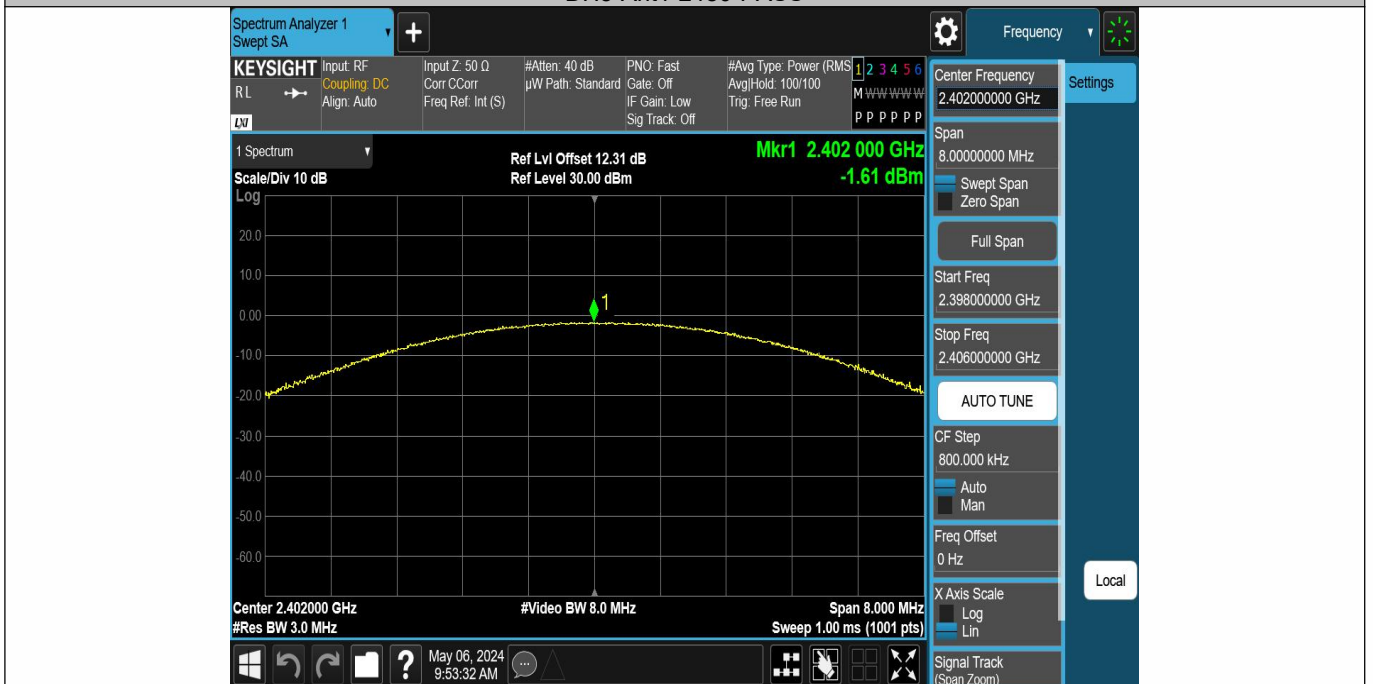 Spectrum Analyzer 1
Swept SA
+
Frequency
KEYSIGHT
RL
LXI
Input: RF
Coupling: DC
Align: Auto
Input Z: 50 Ω
Corr CCorr
Freq Ref: Int (S)
#Atten: 40 dB
µW Path: Standard
PNO: Fast
Gate: Off
IF Gain: Low
Sig Track: Off
#Avg Type: Power (RMS
Avg|Hold: 100/100
Trig: Free Run
1 2 3 4 5 6
M W W W W W
P P P P P P
Center Frequency
2.402000000 GHz
Settings
1 Spectrum
Scale/Div 10 dB
Ref Lvl Offset 12.31 dB
Ref Level 30.00 dBm
Mkr1 2.402 000 GHz
-1.61 dBm
Log
20.0
10.0
0.00
-10.0
-20.0
-30.0
-40.0
-50.0
-60.0
1
Center 2.402000 GHz
#Res BW 3.0 MHz
#Video BW 8.0 MHz
Span 8.000 MHz
Sweep 1.00 ms (1001 pts)
Span
8.00000000 MHz
Swept Span
Zero Span
Full Span
Start Freq
2.398000000 GHz
Stop Freq
2.406000000 GHz
AUTO TUNE
CF Step
800.000 kHz
Auto
Man
Freq Offset
0 Hz
X Axis Scale
Log
Lin
Signal Track
(Span Zoom)
Local
?
May 06, 2024
9:53:32 AM